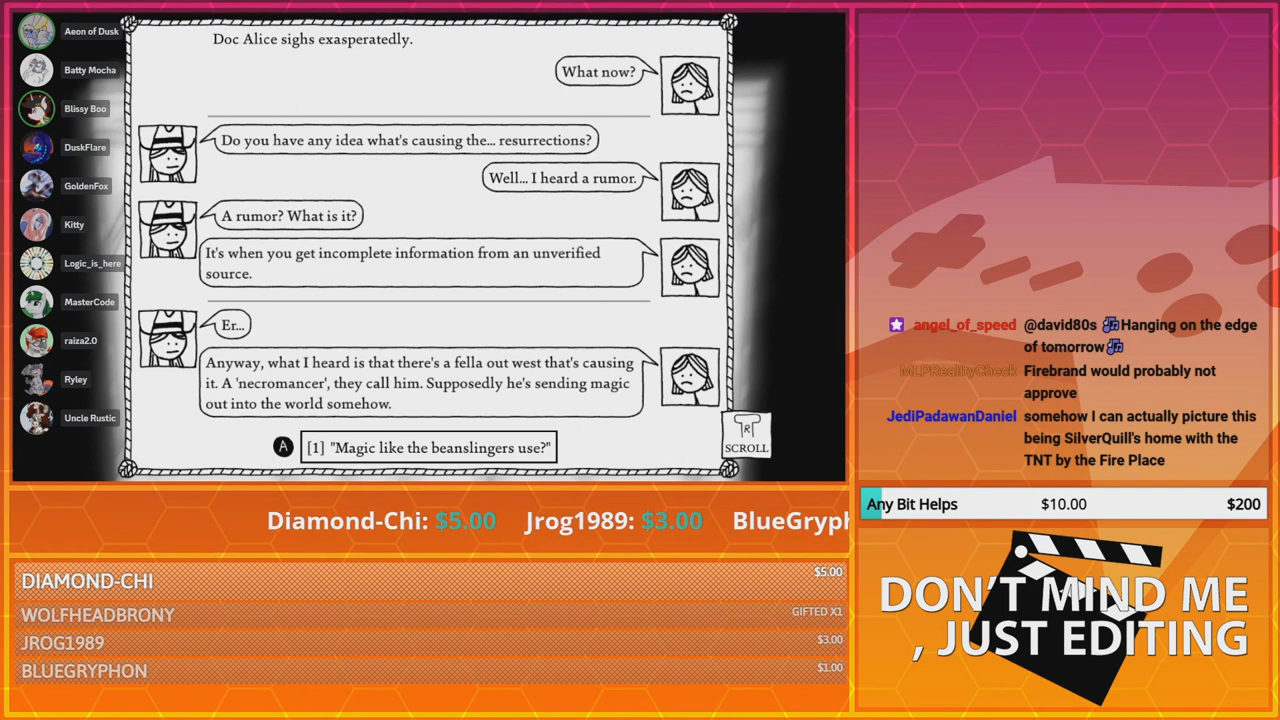 Aeon of Dusk
Batty Mocha
Blissy Boo
DuskFlare
GoldenFox
Kitty
Logic_is_here
MasterCode
raiza2.0
Ryley
Uncle Rustic
Doc Alice sighs exasperatedly.
What now?
Do you have any idea what's causing the... resurrections?
Well... I heard a rumor.
A rumor? What is it?
It's when you get incomplete information from an unverified
source.
Er...
Anyway, what I heard is that there's a fella out west that's causing
it. A 'necromancer', they call him. Supposedly he's sending magic
out into the world somehow.
A [1] "Magic like the beanslingers use?"
R
SCROLL
angel_of_speed @david80s Hanging on the edge
of tomorrow
MLPRealityCheck Firebrand would probably not
approve
JediPadawanDaniel somehow I can actually picture this
being SilverQuill's home with the
TNT by the Fire Place
Any Bit Helps $10.00 $200
Diamond-Chi: $5.00 Jrog1989: $3.00 BlueGryph
DIAMOND-CHI $5.00
WOLFHEADBRONY GIFTED X1
JROG1989 $3.00
BLUEGRYPHON $1.00
DON'T MIND ME
, JUST EDITING